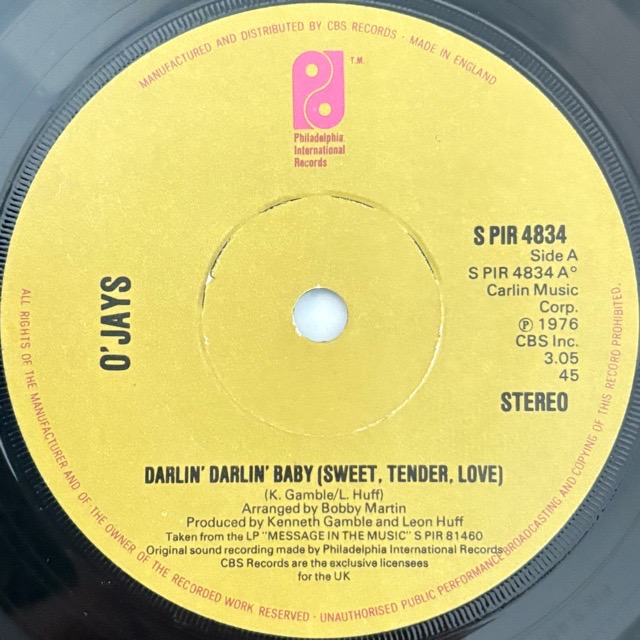 MANUFACTURED AND DISTRIBUTED BY CBS RECORDS · MADE IN ENGLAND
T.M.
Philadelphia
International
Records
O'JAYS
S PIR 4834
Side A
S PIR 4834 A°
Carlin Music
Corp.
℗ 1976
CBS Inc.
3.05
45
STEREO
DARLIN' DARLIN' BABY (SWEET, TENDER, LOVE)
(K. Gamble/L. Huff)
Arranged by Bobby Martin
Produced by Kenneth Gamble and Leon Huff
Taken from the LP "MESSAGE IN THE MUSIC" S PIR 81460
Original sound recording made by Philadelphia International Records
CBS Records are the exclusive licensees
for the UK
ALL RIGHTS OF THE MANUFACTURER AND OF THE OWNER OF THE RECORDED WORK RESERVED · UNAUTHORISED PUBLIC PERFORMANCE BROADCASTING AND COPYING OF THIS RECORD PROHIBITED.